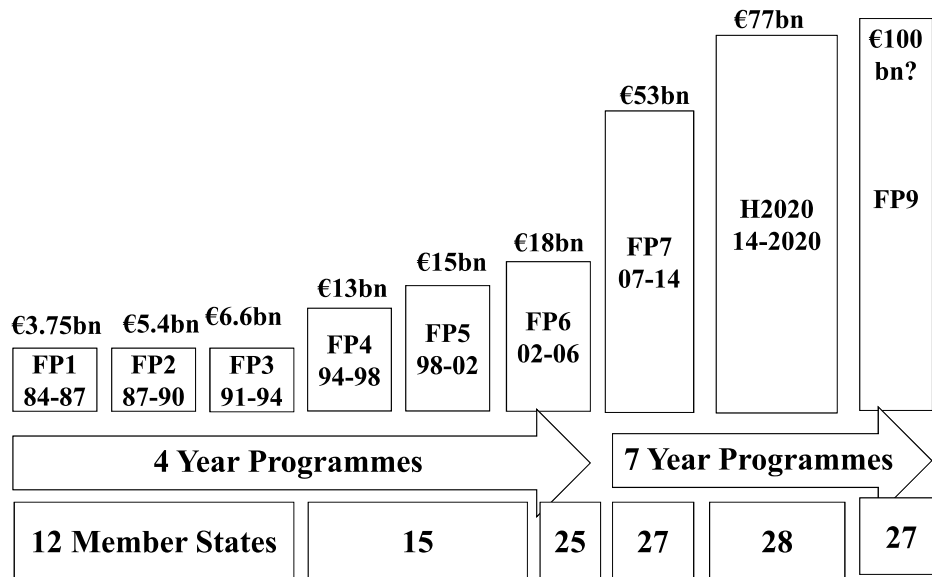 €77bn
€100
bn?
€53bn
H2020
14-2020
FP9
FP7
07-14
€18bn
€15bn
€13bn
€3.75bn
€5.4bn
€6.6bn
FP1
84-87
FP2
87-90
FP3
91-94
FP4
94-98
FP5
98-02
FP6
02-06
4 Year Programmes
7 Year Programmes
12 Member States
15
25
27
28
27